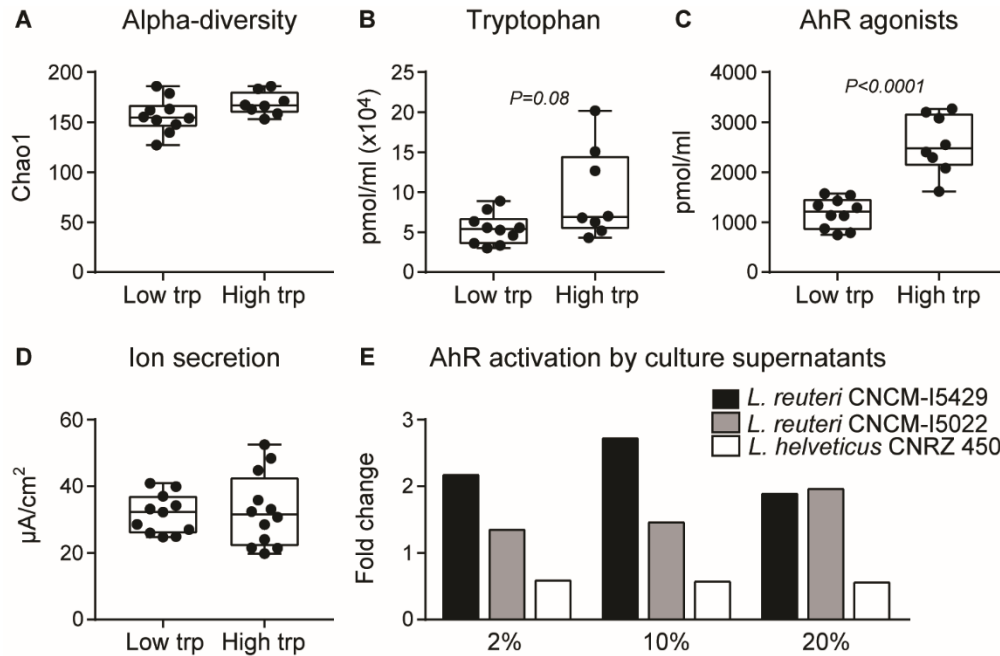 A Alpha-diversity
Chao1
200
150
100
50
0
Low trp High trp
B Tryptophan
pmol/ml (x10⁴)
25
20
15
10
5
0
P=0.08
Low trp High trp
C AhR agonists
pmol/ml
4000
3000
2000
1000
0
P<0.0001
Low trp High trp
D Ion secretion
µA/cm²
60
40
20
0
Low trp High trp
E AhR activation by culture supernatants
L. reuteri CNCM-I5429
L. reuteri CNCM-I5022
L. helveticus CNRZ 450
Fold change
3
2
1
0
2% 10% 20%